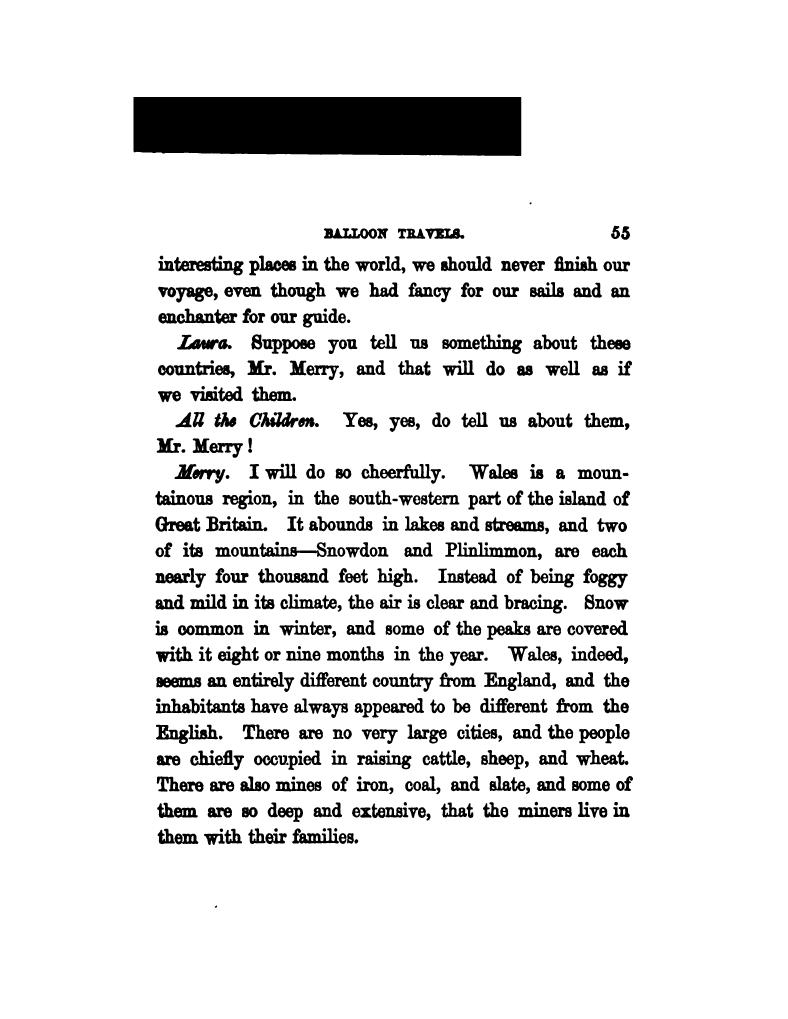 BALLOON TRAVELS. 55
interesting places in the world, we should never finish our
voyage, even though we had fancy for our sails and an
enchanter for our guide.
Laura. Suppose you tell us something about these
countries, Mr. Merry, and that will do as well as if
we visited them.
All the Children. Yes, yes, do tell us about them,
Mr. Merry!
Merry. I will do so cheerfully. Wales is a moun-
tainous region, in the south-western part of the island of
Great Britain. It abounds in lakes and streams, and two
of its mountains—Snowdon and Plinlimmon, are each
nearly four thousand feet high. Instead of being foggy
and mild in its climate, the air is clear and bracing. Snow
is common in winter, and some of the peaks are covered
with it eight or nine months in the year. Wales, indeed,
seems an entirely different country from England, and the
inhabitants have always appeared to be different from the
English. There are no very large cities, and the people
are chiefly occupied in raising cattle, sheep, and wheat.
There are also mines of iron, coal, and slate, and some of
them are so deep and extensive, that the miners live in
them with their families.